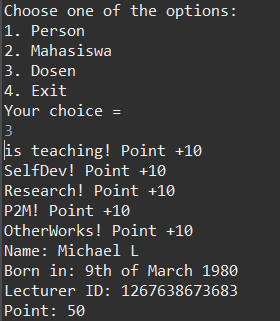 Choose one of the options:
1. Person
2. Mahasiswa
3. Dosen
4. Exit
Your choice =
3
is teaching! Point +10
SelfDev! Point +10
Research! Point +10
P2M! Point +10
OtherWorks! Point +10
Name: Michael L
Born in: 9th of March 1980
Lecturer ID: 1267638673683
Point: 50